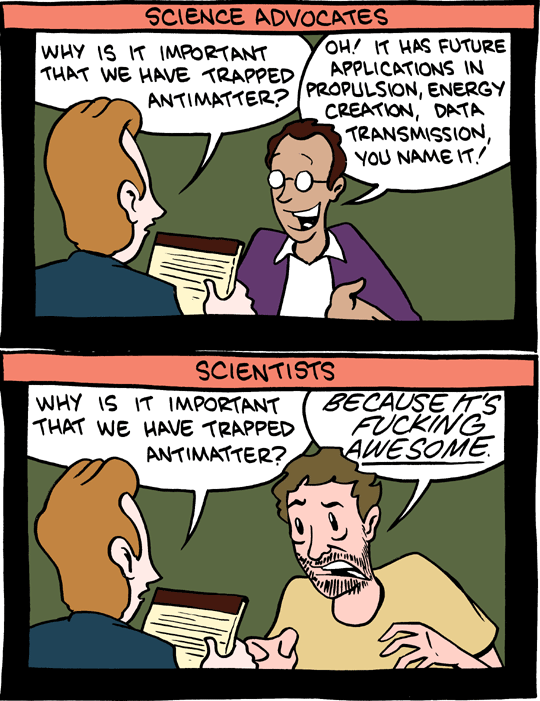 SCIENCE ADVOCATES
WHY IS IT IMPORTANT
THAT WE HAVE TRAPPED
ANTIMATTER?
OH! IT HAS FUTURE
APPLICATIONS IN
PROPULSION, ENERGY
CREATION, DATA
TRANSMISSION,
YOU NAME IT!
SCIENTISTS
WHY IS IT IMPORTANT
THAT WE HAVE TRAPPED
ANTIMATTER?
BECAUSE IT'S
FUCKING
AWESOME.